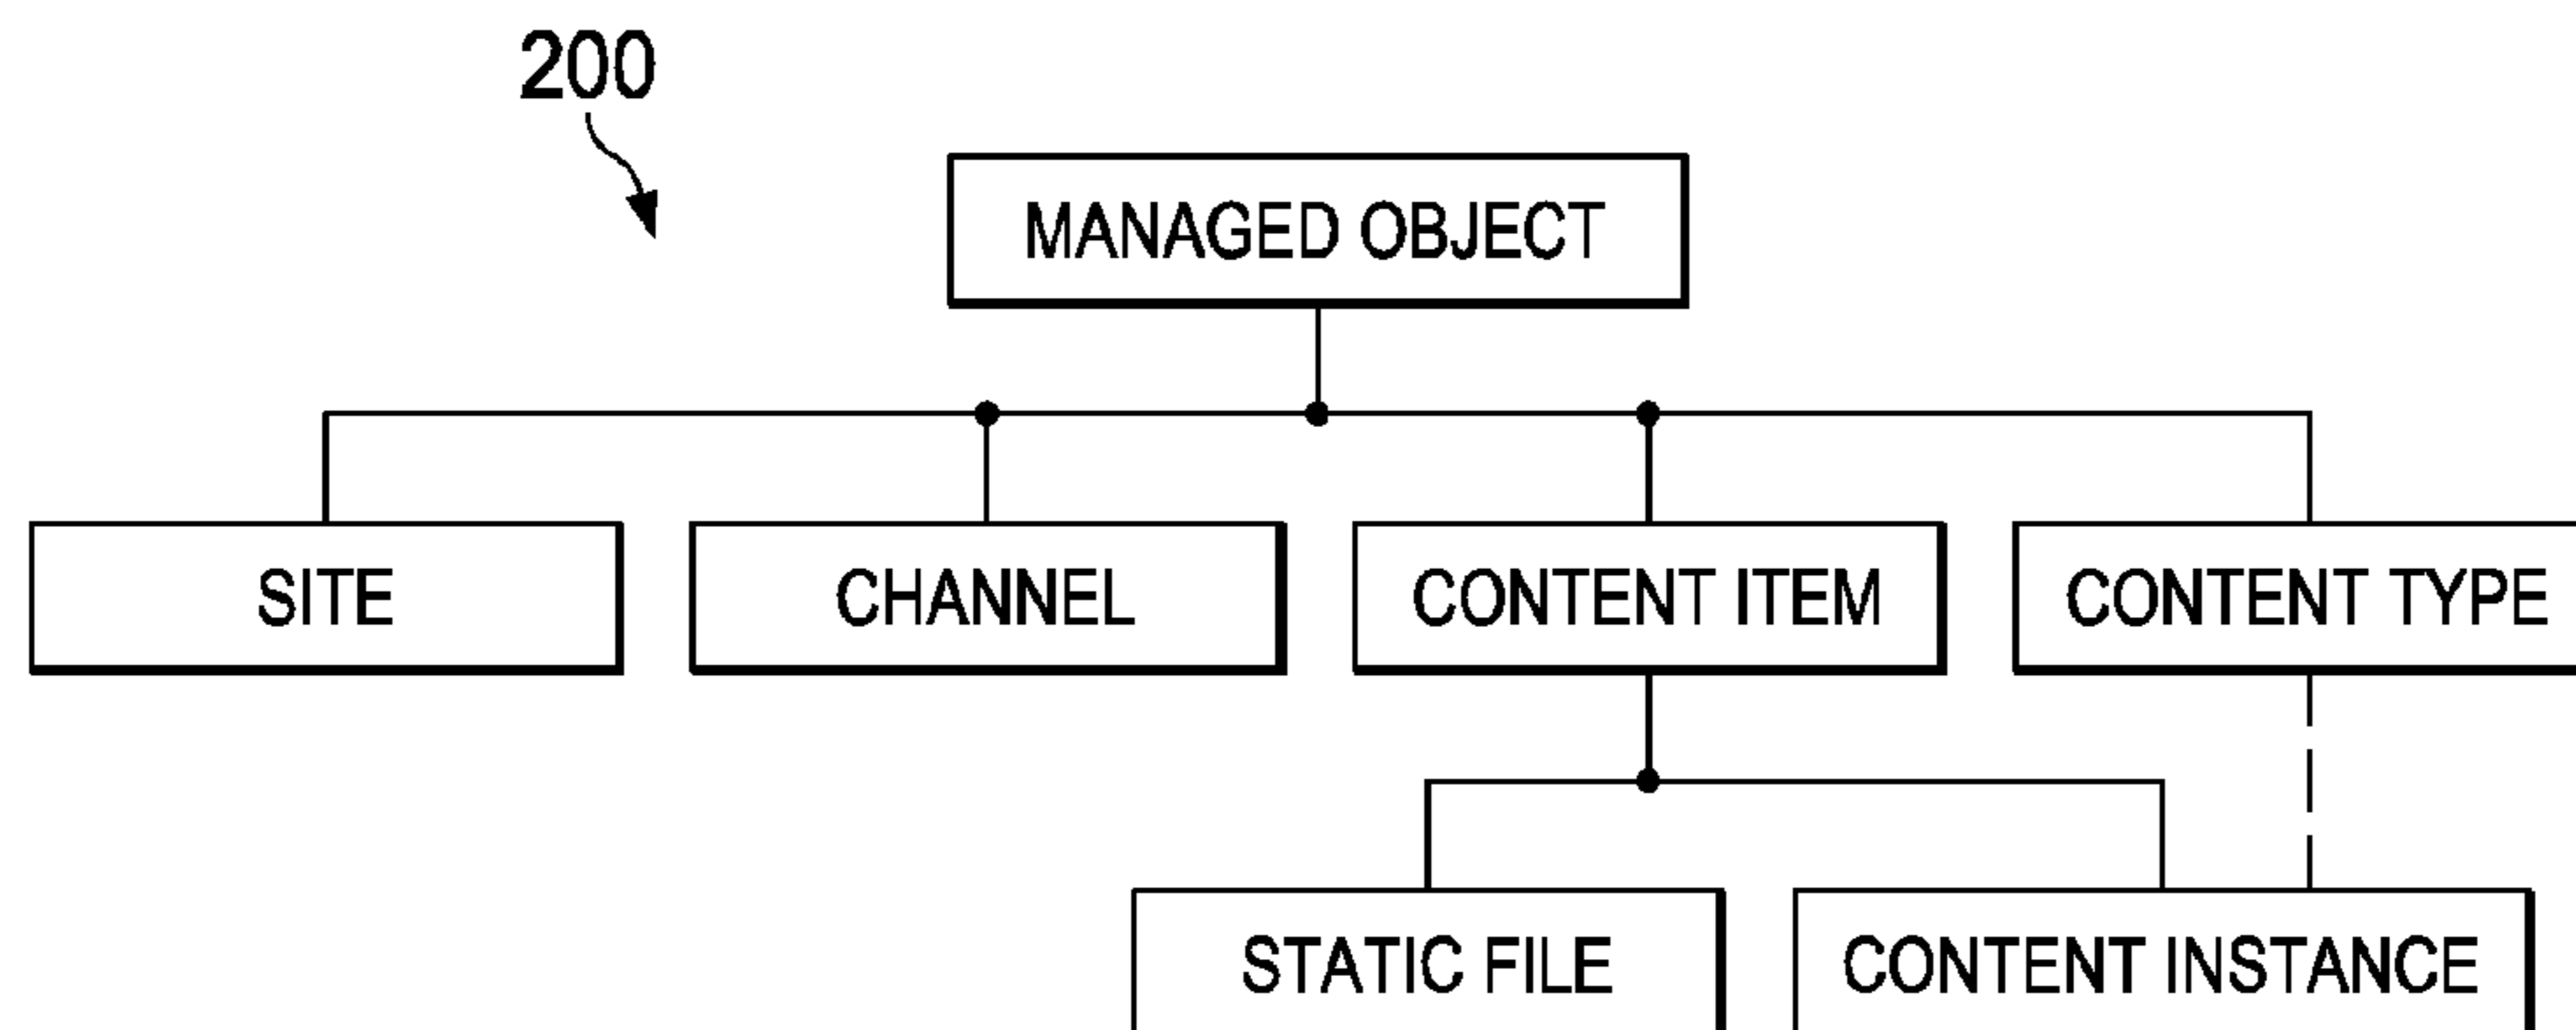 200
MANAGED OBJECT
SITE
CHANNEL
CONTENT ITEM
CONTENT TYPE
STATIC FILE
CONTENT INSTANCE